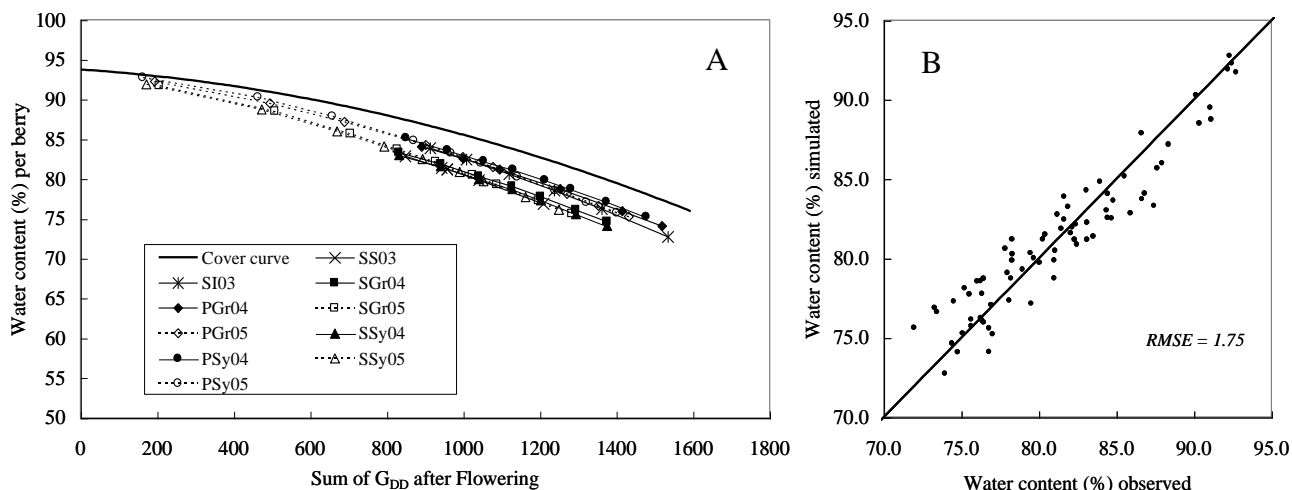 A
Water content (%) per berry
100
95
90
85
80
75
70
65
60
55
50
Cover curve
SS03
SI03
SGr04
PGr04
SGr05
PGr05
SSy04
PSy04
SSy05
PSy05
0 200 400 600 800 1000 1200 1400 1600 1800
Sum of GDD after Flowering
B
Water content (%) simulated
95.0
90.0
85.0
80.0
75.0
70.0
RMSE = 1.75
70.0 75.0 80.0 85.0 90.0 95.0
Water content (%) observed